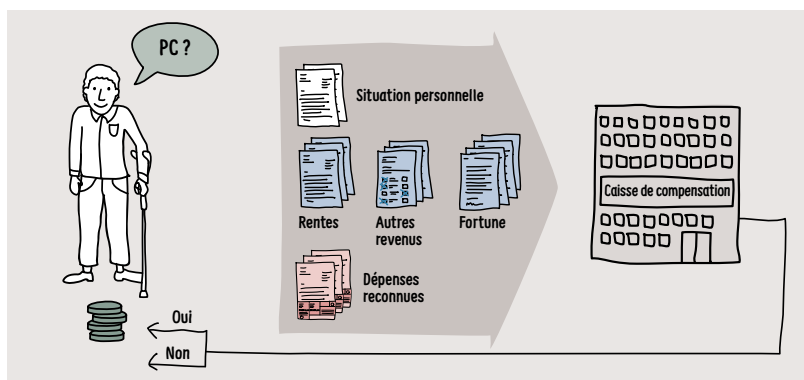 PC ?
Situation personnelle
Rentes
Autres
revenus
Fortune
Dépenses
reconnues
Caisse de compensation
Oui
Non